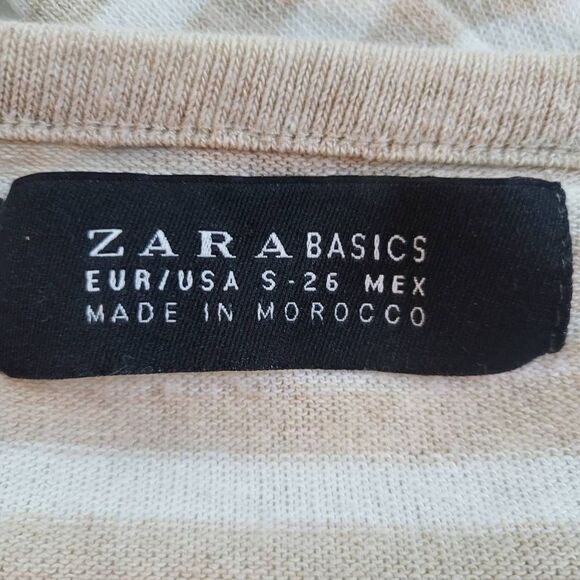 ZARA BASICS
EUR/USA S-26 MEX
MADE IN MOROCCO